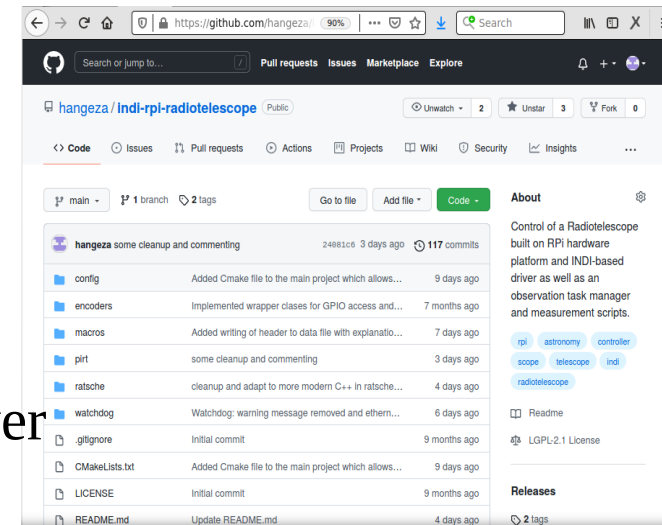 https://github.com/hangeza/ 90% Search
Search or jump to... / Pull requests Issues Marketplace Explore
hangeza / indi-rpi-radiotelescope Public Unwatch 2 Unstar 3 Fork 0
<> Code Issues Pull requests Actions Projects Wiki Security Insights ...
main 1 branch 2 tags Go to file Add file Code
hangeza some cleanup and commenting 24081c6 3 days ago 117 commits
config Added Cmake file to the main project which allows... 9 days ago
encoders Implemented wrapper clases for GPIO access and... 7 months ago
macros Added writing of header to data file with explanatio... 7 days ago
pirt some cleanup and commenting 3 days ago
ratsche cleanup and adapt to more modern C++ in ratsche... 4 days ago
watchdog Watchdog: warning message removed and ethern... 6 days ago
.gitignore Initial commit 9 months ago
CMakeLists.txt Added Cmake file to the main project which allows... 9 days ago
LICENSE Initial commit 9 months ago
README.md Update README.md 4 days ago
About
Control of a Radiotelescope
built on RPi hardware
platform and INDI-based
driver as well as an
observation task manager
and measurement scripts.
rpi astronomy controller
scope telescope indi
radiotelescope
Readme
LGPL-2.1 License
Releases
2 tags
er